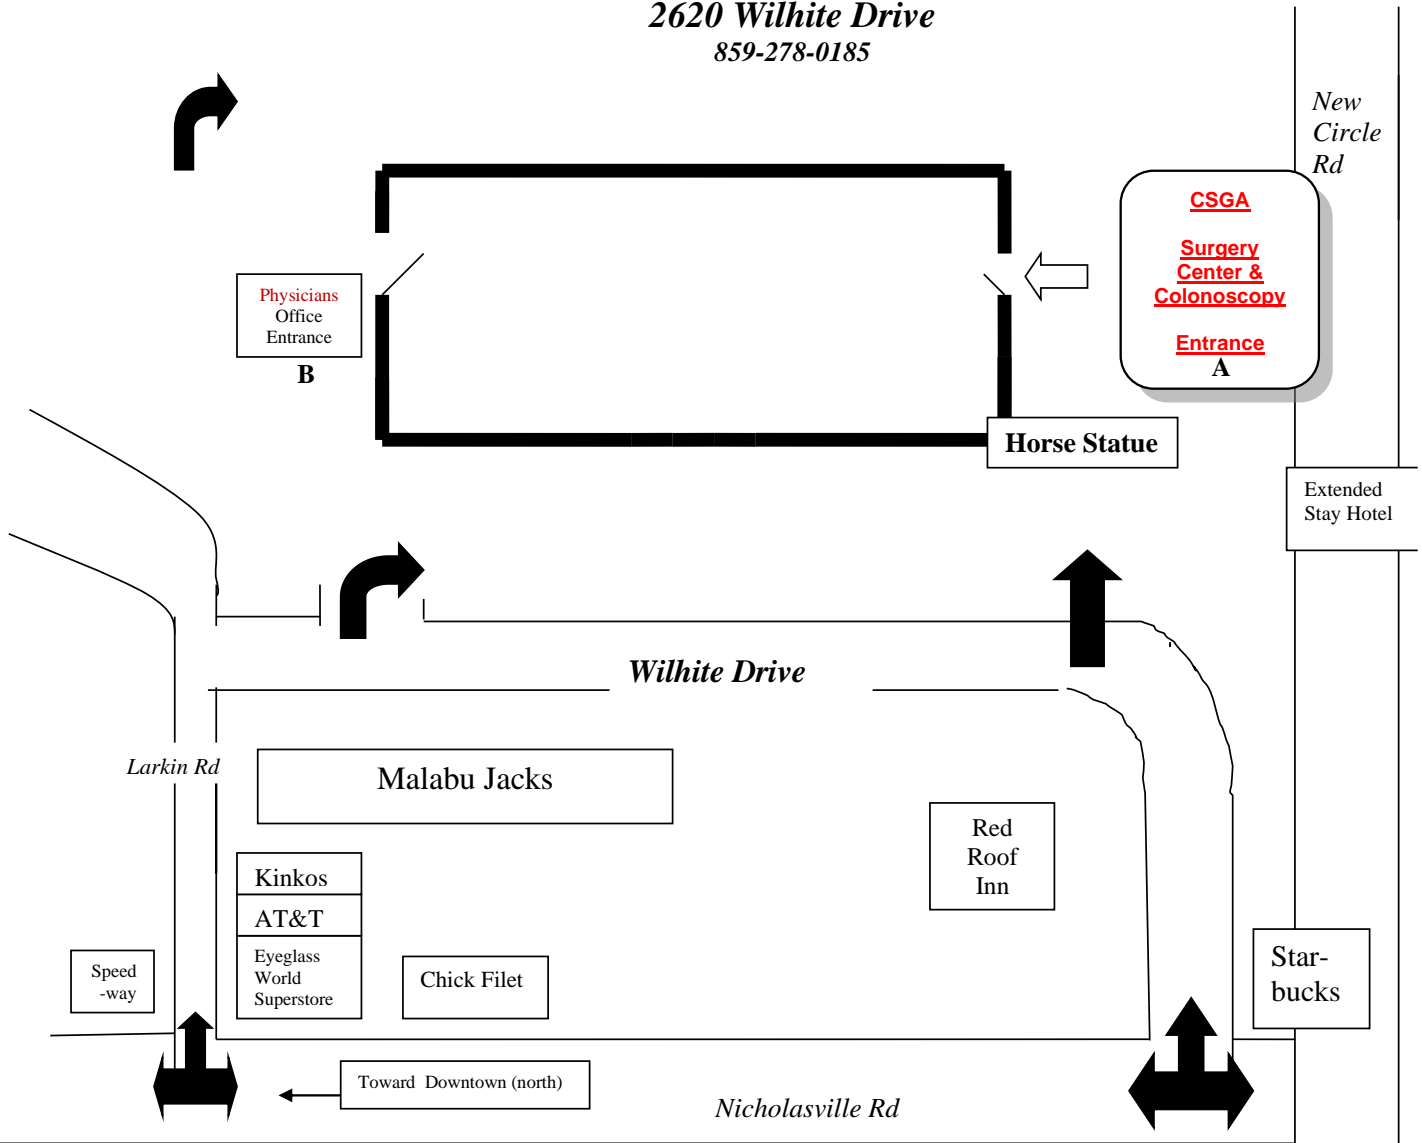 2620 Wilhite Drive
859-278-0185
New
Circle
Rd
CSGA
Surgery
Center &
Colonoscopy
Entrance
A
Physicians
Office
Entrance
B
Horse Statue
Extended
Stay Hotel
Wilhite Drive
Larkin Rd
Malabu Jacks
Red
Roof
Inn
Kinkos
AT&T
Eyeglass
World
Superstore
Speed
-way
Chick Filet
Star-
bucks
Toward  Downtown (north)
Nicholasville Rd